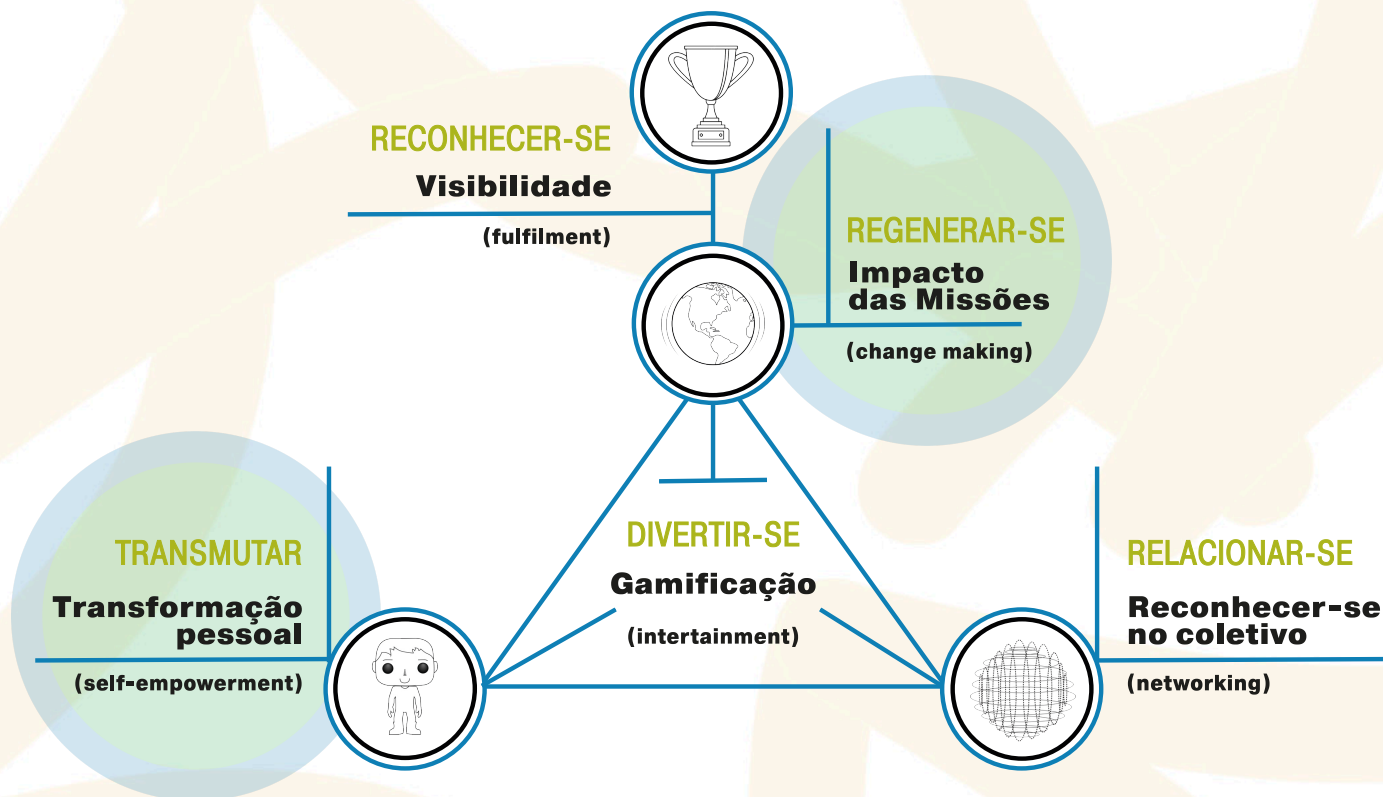 RECONHECER-SE
Visibilidade
(fulfilment)
REGENERAR-SE
Impacto
das Missões
(change making)
TRANSMUTAR
Transformação
pessoal
(self-empowerment)
DIVERTIR-SE
Gamificação
(intertainment)
RELACIONAR-SE
Reconhecer-se
no coletivo
(networking)